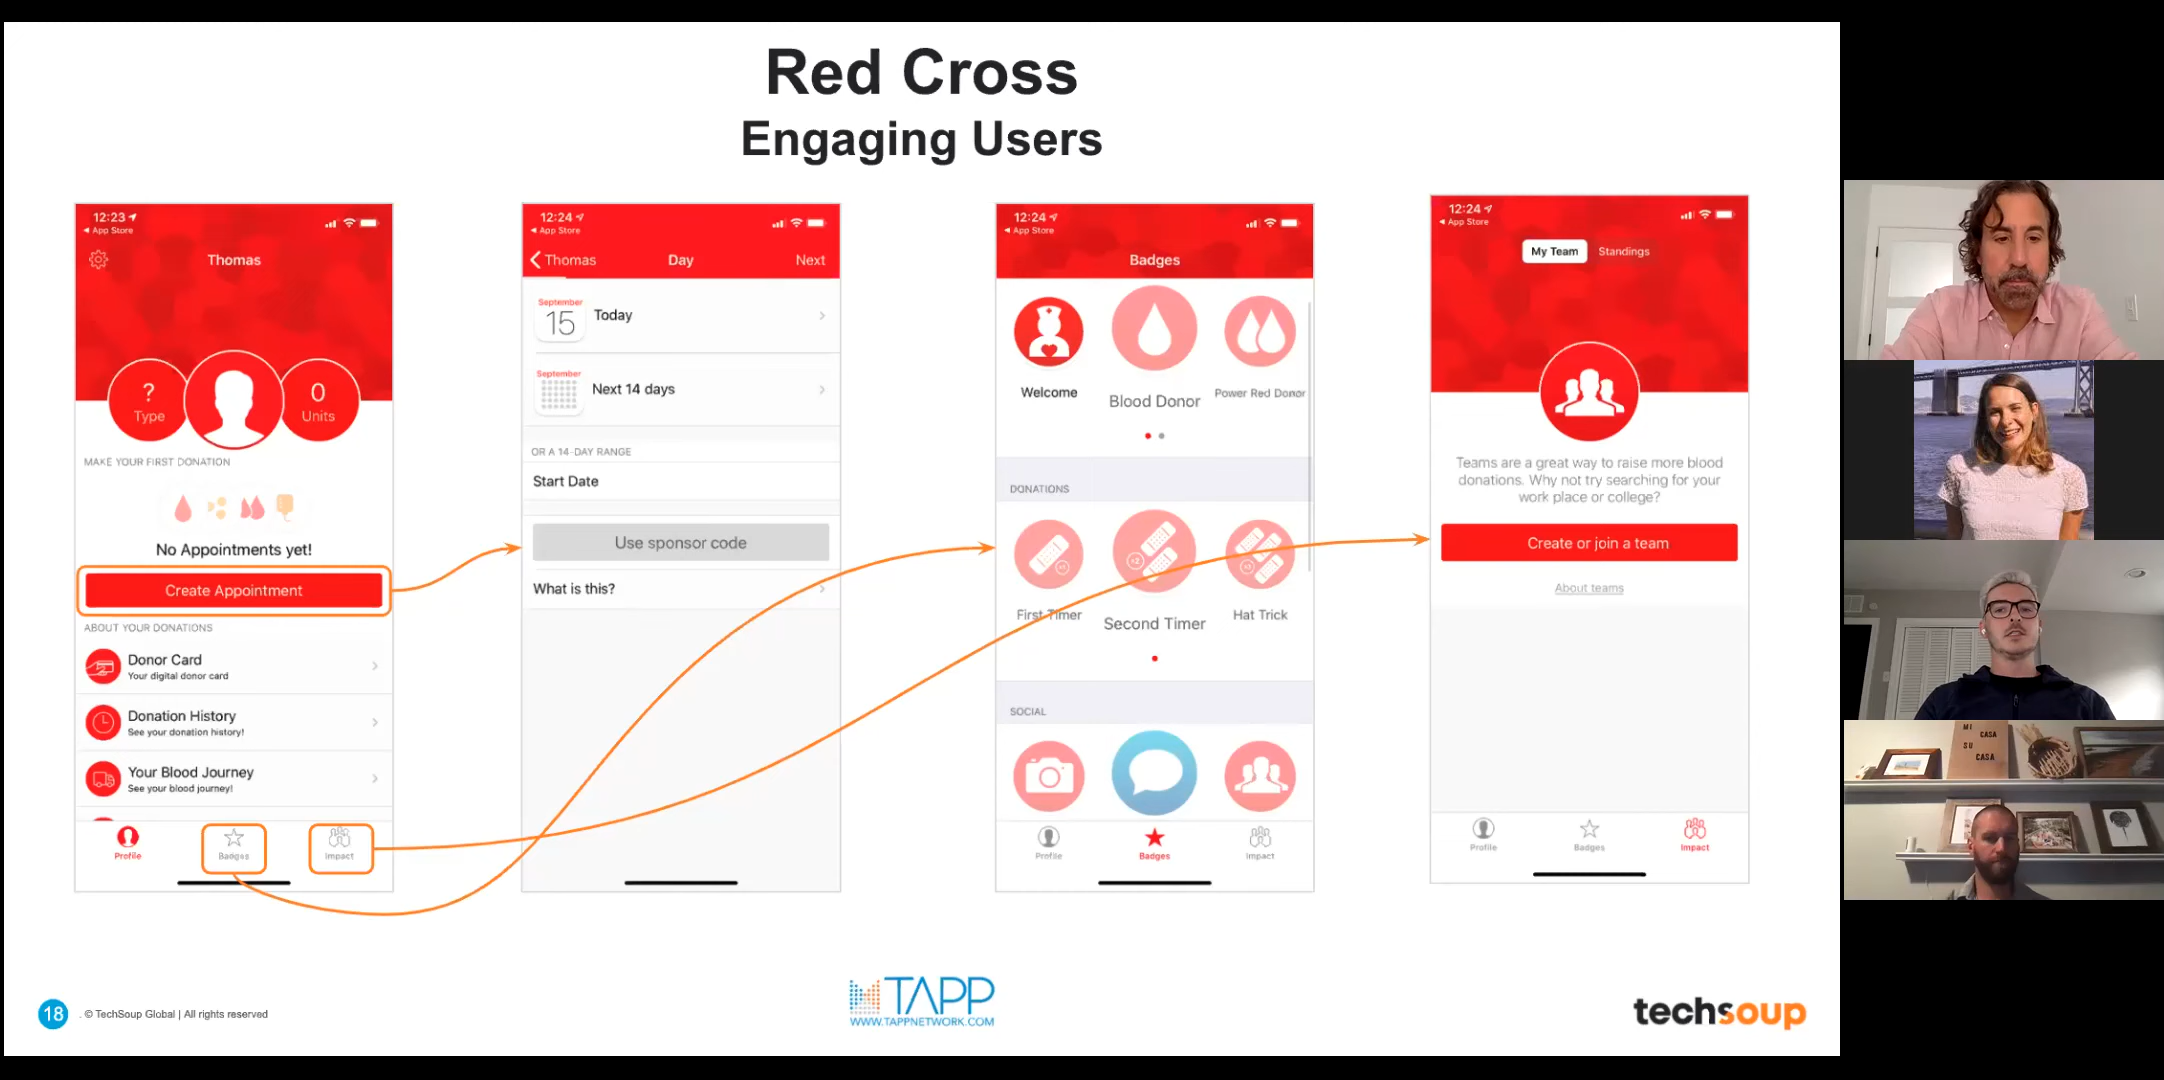 Red Cross
Engaging Users
12:23
App Store
Thomas
?
Type
0
Units
MAKE YOUR FIRST DONATION
No Appointments yet!
Create Appointment
ABOUT YOUR DONATIONS
Donor Card
Your digital donor card
Donation History
See your donation history!
Your Blood Journey
See your blood journey!
Profile
Badges
Impact
12:24
App Store
Thomas
Day
Next
September
15
Today
September
Next 14 days
OR A 14-DAY RANGE
Start Date
Use sponsor code
What is this?
12:24
App Store
Badges
Welcome
Blood Donor
Power Red Donor
DONATIONS
x1
x2
x3
First Timer
Second Timer
Hat Trick
SOCIAL
Profile
Badges
Impact
12:24
App Store
My Team
Standings
Teams are a great way to raise more blood
donations. Why not try searching for your
work place or college?
Create or join a team
About teams
Profile
Badges
Impact
18
. © TechSoup Global | All rights reserved
TAPP
WWW.TAPPNETWORK.COM
techsoup
MI
CASA
SU
CASA